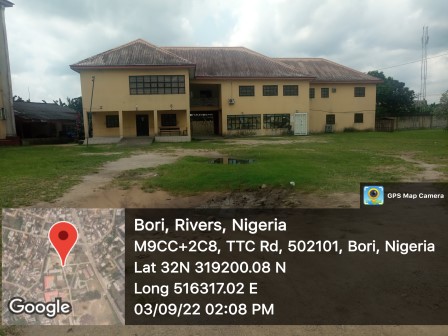 GPS Map Camera
Bori, Rivers, Nigeria
M9CC+2C8, TTC Rd, 502101, Bori, Nigeria
Lat 32N 319200.08 N
Long 516317.02 E
03/09/22 02:08 PM
Google